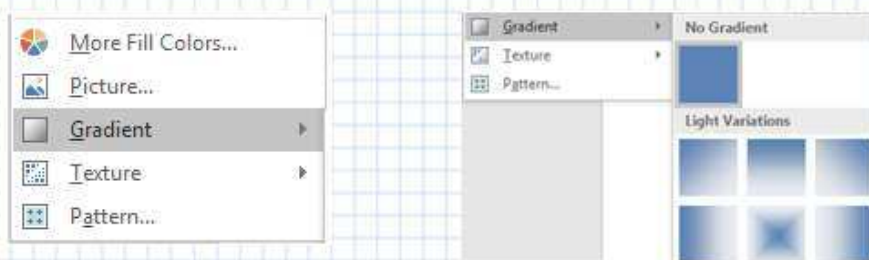 More Fill Colors...
Picture...
Gradient
Texture
Pattern...
Gradient
Texture
Pattern...
No Gradient
Light Variations